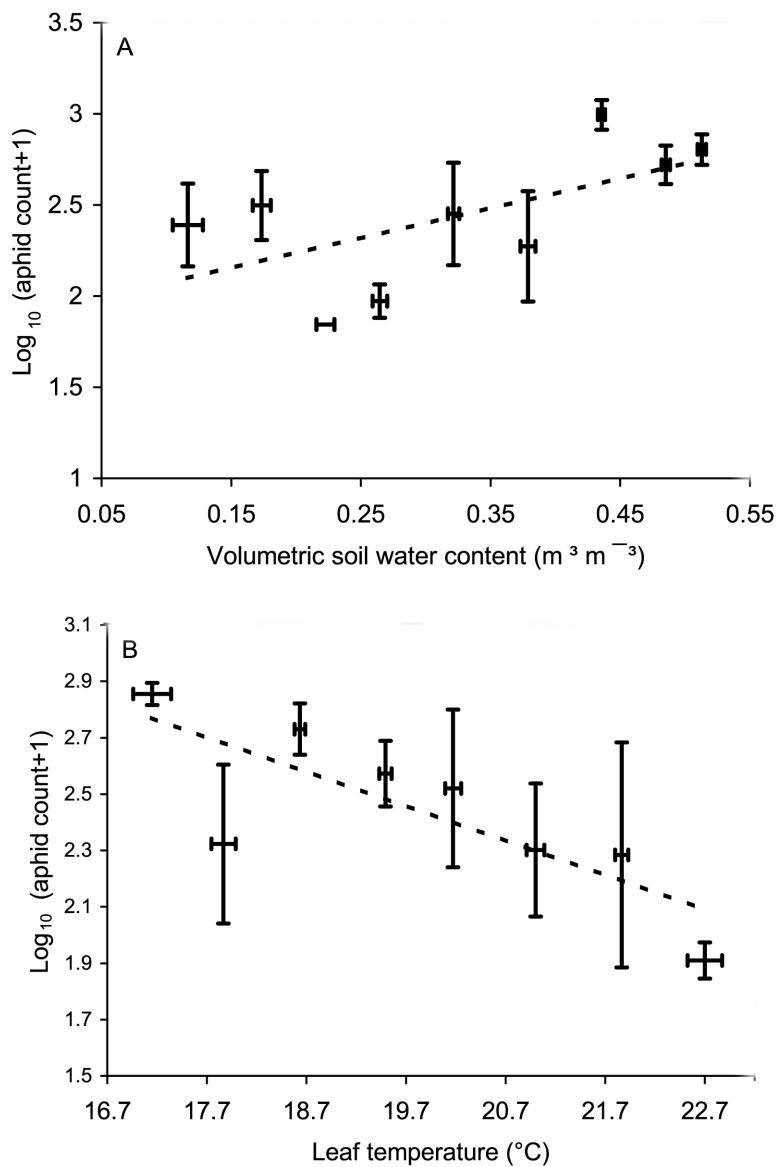 A
3.5
3
2.5
2
1.5
1
Log 10 (aphid count+1)
0.05 0.15 0.25 0.35 0.45 0.55
Volumetric soil water content (m ³ m ¯³)
B
3.1
2.9
2.7
2.5
2.3
2.1
1.9
1.7
1.5
Log10 (aphid count+1)
16.7 17.7 18.7 19.7 20.7 21.7 22.7
Leaf temperature (°C)